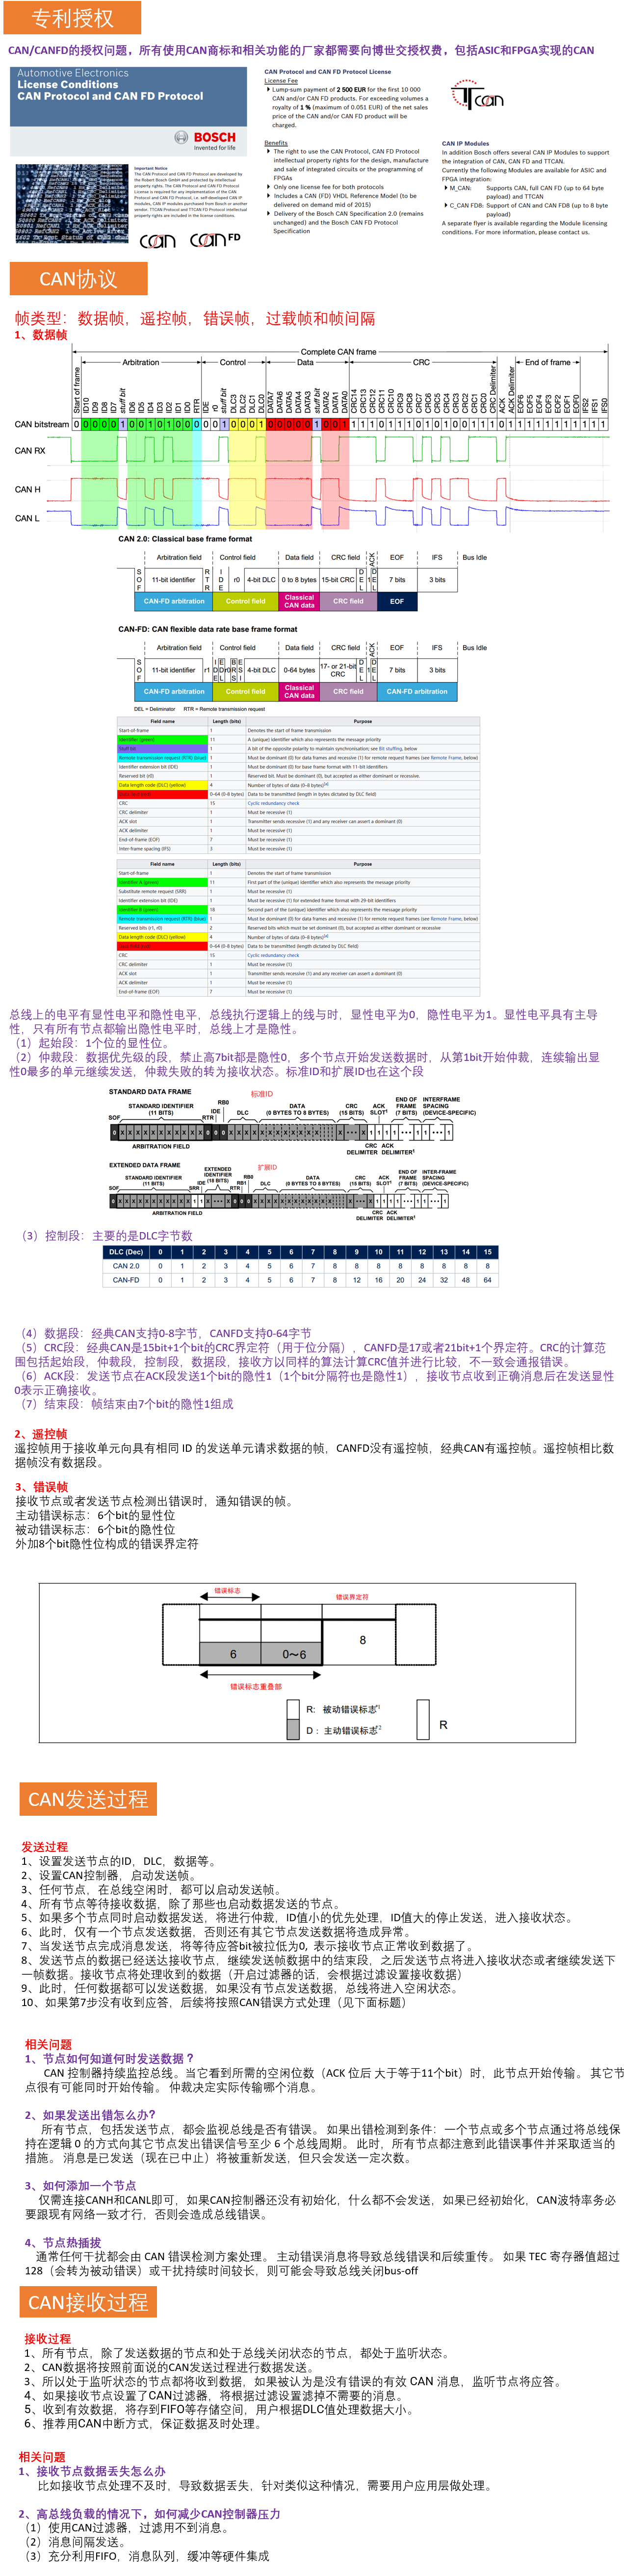 专利授权
CAN/CANFD的授权问题，所有使用CAN商标和相关功能的厂家都需要向博世交授权费，包括ASIC和FPGA实现的CAN
Automotive Electronics
License Conditions
CAN Protocol and CAN FD Protocol
BOSCH
Invented for life
Important Notice
The CAN Protocol and CAN FD Protocol are developed by
the Robert Bosch GmbH and protected by intellectual
property rights. The CAN Protocol and CAN FD Protocol
License is required for any implementation of the CAN
Protocol and CAN FD Protocol, i.e. self developed CAN IP
modules, CAN IP modules purchased from Bosch or another
vendor. TTCAN Protocol and TTCAN FD Protocol intellectual
property rights are included in the license conditions.
CAN Protocol and CAN FD Protocol License
License Fee
Lump-sum payment of 2 500 EUR for the first 10 000
CAN and/or CAN FD products. For exceeding volumes a
royalty of 1 % (maximum of 0.051 EUR) of the net sales
price of the CAN and/or CAN FD product will be
charged.
Benefits
The right to use the CAN Protocol, CAN FD Protocol
intellectual property rights for the design, manufacture
and sale of integrated circuits or the programming of
FPGAs
Only one license fee for both protocols
Includes a CAN (FD) VHDL Reference Model (to be
delivered on demand mid of 2015)
Delivery of the Bosch CAN Specification 2.0 (remains
unchanged) and the Bosch CAN FD Protocol
Specification
CAN IP Modules
In addition Bosch offers several CAN IP Modules to support
the integration of CAN, CAN FD and TTCAN.
Currently the following Modules are available for ASIC and
FPGA integration:
M_CAN: Supports CAN, full CAN FD (up to 64 byte
payload) and TTCAN
C_CAN FD8: Support of CAN and CAN FD8 (up to 8 byte
payload)
A separate flyer is available regarding the Module licensing
conditions. For more information, please contact us.
CAN协议
帧类型：数据帧，遥控帧，错误帧，过载帧和帧间隔
1、数据帧
Complete CAN frame
Arbitration Control Data CRC End of frame
Start of frame ID10 ID9 ID8 ID7 stuff bit ID6 ID5 ID4 ID3 ID2 ID1 ID0 RTR IDE r0 stuff bit DLC3 DLC2 DLC1 DLC0 DATA7 DATA6 DATA5 DATA4 DATA3 stuff bit DATA2 DATA1 DATA0 CRC14 CRC13 CRC12 CRC11 CRC10 CRC9 CRC8 CRC7 CRC6 CRC5 CRC4 CRC3 CRC2 CRC1 CRC0 CRC Delimiter ACK ACK Delimiter EOF6 EOF5 EOF4 EOF3 EOF2 EOF1 EOF0 IFS2 IFS1 IFS0
CAN bitstream
CAN RX
CAN H
CAN L
CAN 2.0: Classical base frame format
Arbitration field Control field Data field CRC field ACK EOF IFS Bus Idle
SOF 11-bit identifier RTR IDE r0 4-bit DLC 0 to 8 bytes 15-bit CRC DEL DEL 7 bits 3 bits
CAN-FD arbitration Control field Classical CAN data CRC field EOF
CAN-FD: CAN flexible data rate base frame format
Arbitration field Control field Data field CRC field ACK EOF IFS Bus Idle
SOF 11-bit identifier r1 IDE EDL r0 BRS ESI 4-bit DLC 0-64 bytes 17- or 21-bit CRC DEL DEL 7 bits 3 bits
CAN-FD arbitration Control field Classical CAN data CRC field CAN-FD arbitration
DEL = Deliminator RTR = Remote transmission request
Field name Length (bits) Purpose
Start-of-frame 1 Denotes the start of frame transmission
Identifier (green) 11 A (unique) identifier which also represents the message priority
Stuff bit 1 A bit of the opposite polarity to maintain synchronisation; see Bit stuffing, below
Remote transmission request (RTR) (blue) 1 Must be dominant (0) for data frames and recessive (1) for remote request frames (see Remote Frame, below)
Identifier extension bit (IDE) 1 Must be dominant (0) for base frame format with 11-bit identifiers
Reserved bit (r0) 1 Reserved bit. Must be dominant (0), but accepted as either dominant or recessive.
Data length code (DLC) (yellow) 4 Number of bytes of data (0–8 bytes)[a]
Data field (red) 0–64 (0-8 bytes) Data to be transmitted (length in bytes dictated by DLC field)
CRC 15 Cyclic redundancy check
CRC delimiter 1 Must be recessive (1)
ACK slot 1 Transmitter sends recessive (1) and any receiver can assert a dominant (0)
ACK delimiter 1 Must be recessive (1)
End-of-frame (EOF) 7 Must be recessive (1)
Inter-frame spacing (IFS) 3 Must be recessive (1)
Field name Length (bits) Purpose
Start-of-frame 1 Denotes the start of frame transmission
Identifier A (green) 11 First part of the (unique) identifier which also represents the message priority
Substitute remote request (SRR) 1 Must be recessive (1)
Identifier extension bit (IDE) 1 Must be recessive (1) for extended frame format with 29-bit identifiers
Identifier B (green) 18 Second part of the (unique) identifier which also represents the message priority
Remote transmission request (RTR) (blue) 1 Must be dominant (0) for data frames and recessive (1) for remote request frames (see Remote Frame, below)
Reserved bits (r1, r0) 2 Reserved bits which must be set dominant (0), but accepted as either dominant or recessive
Data length code (DLC) (yellow) 4 Number of bytes of data (0–8 bytes)[a]
Data field (red) 0–64 (0-8 bytes) Data to be transmitted (length dictated by DLC field)
CRC 15 Cyclic redundancy check
CRC delimiter 1 Must be recessive (1)
ACK slot 1 Transmitter sends recessive (1) and any receiver can assert a dominant (0)
ACK delimiter 1 Must be recessive (1)
End-of-frame (EOF) 7 Must be recessive (1)
总线上的电平有显性电平和隐性电平，总线执行逻辑上的线与时，显性电平为0，隐性电平为1。显性电平具有主导
性，只有所有节点都输出隐性电平时，总线上才是隐性。
（1）起始段：1个位的显性位。
（2）仲裁段：数据优先级的段，禁止高7bit都是隐性0，多个节点开始发送数据时，从第1bit开始仲裁，连续输出显
性0最多的单元继续发送，仲裁失败的转为接收状态。标准ID和扩展ID也在这个段
STANDARD DATA FRAME 标准ID
STANDARD IDENTIFIER (11 BITS) SOF RTR IDE RB0 DLC DATA (0 BYTES TO 8 BYTES) CRC (15 BITS) CRC DELIMITER ACK SLOT¹ ACK DELIMITER¹ END OF FRAME (7 BITS) INTERFRAME SPACING (DEVICE-SPECIFIC)
ARBITRATION FIELD
EXTENDED DATA FRAME 扩展ID
STANDARD IDENTIFIER (11 BITS) SOF SRR IDE EXTENDED IDENTIFIER (18 BITS) RTR RB1 RB0 DLC DATA (0 BYTES TO 8 BYTES) CRC (15 BITS) CRC DELIMITER ACK SLOT¹ ACK DELIMITER¹ END OF FRAME (7 BITS) INTER-FRAME SPACING (DEVICE-SPECIFIC)
ARBITRATION FIELD
（3）控制段：主要的是DLC字节数
DLC (Dec) 0 1 2 3 4 5 6 7 8 9 10 11 12 13 14 15
CAN 2.0 0 1 2 3 4 5 6 7 8 8 8 8 8 8 8 8
CAN-FD 0 1 2 3 4 5 6 7 8 12 16 20 24 32 48 64
（4）数据段：经典CAN支持0-8字节，CANFD支持0-64字节
（5）CRC段：经典CAN是15bit+1个bit的CRC界定符（用于位分隔），CANFD是17或者21bit+1个界定符。CRC的计算范
围包括起始段，仲裁段，控制段，数据段，接收方以同样的算法计算CRC值并进行比较，不一致会通报错误。
（6）ACK段：发送节点在ACK段发送1个bit的隐性1（1个bit分隔符也是隐性1），接收节点收到正确消息后在发送显性
0表示正确接收。
（7）结束段：帧结束由7个bit的隐性1组成
2、遥控帧
遥控帧用于接收单元向具有相同 ID 的发送单元请求数据的帧，CANFD没有遥控帧，经典CAN有遥控帧。遥控帧相比数
据帧没有数据段。
3、错误帧
接收节点或者发送节点检测出错误时，通知错误的帧。
主动错误标志：6个bit的显性位
被动错误标志：6个bit的隐性位
外加8个bit隐性位构成的错误界定符
错误标志 错误界定符
6 0~6 8
错误标志重叠部
R: 被动错误标志*1
D : 主动错误标志*2
R
CAN发送过程
发送过程
1、设置发送节点的ID，DLC，数据等。
2、设置CAN控制器，启动发送帧。
3、任何节点，在总线空闲时，都可以启动发送帧。
4、所有节点等待接收数据，除了那些也启动数据发送的节点。
5、如果多个节点同时启动数据发送，将进行仲裁，ID值小的优先处理，ID值大的停止发送，进入接收状态。
6、此时，仅有一个节点发送数据，否则还有其它节点发送数据将造成异常。
7、当发送节点完成消息发送，将等待应答bit被拉低为0, 表示接收节点正常收到数据了。
8、发送节点的数据已经送达接收节点，继续发送帧数据中的结束段，之后发送节点将进入接收状态或者继续发送下
一帧数据。接收节点将处理收到的数据（开启过滤器的话，会根据过滤设置接收数据）
9、此时，任何数据都可以发送数据，如果没有节点发送数据，总线将进入空闲状态。
10、如果第7步没有收到应答，后续将按照CAN错误方式处理（见下面标题）
相关问题
1、节点如何知道何时发送数据？
CAN 控制器持续监控总线。当它看到所需的空闲位数（ACK 位后 大于等于11个bit）时，此节点开始传输。 其它节
点很有可能同时开始传输。 仲裁决定实际传输哪个消息。
2、如果发送出错怎么办?
所有节点，包括发送节点，都会监视总线是否有错误。 如果出错检测到条件：一个节点或多个节点通过将总线保
持在逻辑 0 的方式向其它节点发出错误信号至少 6 个总线周期。 此时，所有节点都注意到此错误事件并采取适当的
措施。 消息是已发送（现在已中止）将被重新发送，但只会发送一定次数。
3、如何添加一个节点
仅需连接CANH和CANL即可，如果CAN控制器还没有初始化，什么都不会发送，如果已经初始化，CAN波特率务必
要跟现有网络一致才行，否则会造成总线错误。
4、节点热插拔
通常任何干扰都会由 CAN 错误检测方案处理。 主动错误消息将导致总线错误和后续重传。 如果 TEC 寄存器值超过
128（会转为被动错误）或干扰持续时间较长，则可能会导致总线关闭bus-off
CAN接收过程
接收过程
1、所有节点，除了发送数据的节点和处于总线关闭状态的节点，都处于监听状态。
2、CAN数据将按照前面说的CAN发送过程进行数据发送。
3、所以处于监听状态的节点都将收到数据，如果被认为是没有错误的有效 CAN 消息，监听节点将应答。
4、如果接收节点设置了CAN过滤器，将根据过滤设置滤掉不需要的消息。
5、收到有效数据，将存到FIFO等存储空间，用户根据DLC值处理数据大小。
6、推荐用CAN中断方式，保证数据及时处理。
相关问题
1、接收节点数据丢失怎么办
比如接收节点处理不及时，导致数据丢失，针对类似这种情况，需要用户应用层做处理。
2、高总线负载的情况下，如何减少CAN控制器压力
（1）使用CAN过滤器，过滤用不到消息。
（2）消息间隔发送。
（3）充分利用FIFO，消息队列，缓冲等硬件集成